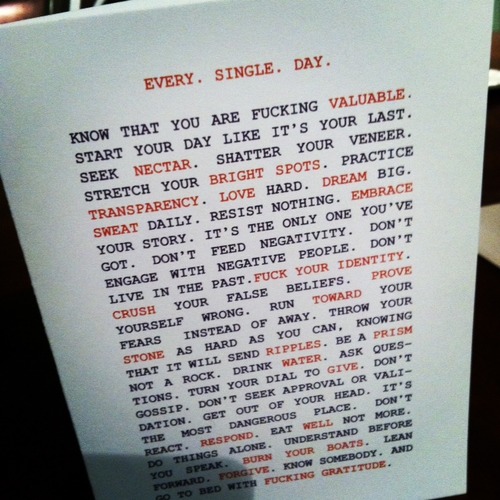 EVERY. SINGLE. DAY.
KNOW THAT YOU ARE FUCKING VALUABLE.
START YOUR DAY LIKE IT'S YOUR LAST.
SEEK NECTAR. SHATTER YOUR VENEER.
STRETCH YOUR BRIGHT SPOTS. PRACTICE
TRANSPARENCY. LOVE HARD. DREAM BIG.
SWEAT DAILY. RESIST NOTHING. EMBRACE
YOUR STORY. IT'S THE ONLY ONE YOU'VE
GOT. DON'T FEED NEGATIVITY. DON'T
ENGAGE WITH NEGATIVE PEOPLE. DON'T
LIVE IN THE PAST.FUCK YOUR IDENTITY.
CRUSH YOUR FALSE BELIEFS. PROVE
YOURSELF WRONG. RUN TOWARD YOUR
FEARS INSTEAD OF AWAY. THROW YOUR
STONE AS HARD AS YOU CAN, KNOWING
THAT IT WILL SEND RIPPLES. BE A PRISM
NOT A ROCK. DRINK WATER. ASK QUES-
TIONS. TURN YOUR DIAL TO GIVE. DON'T
GOSSIP. DON'T SEEK APPROVAL OR VALI-
DATION. GET OUT OF YOUR HEAD. IT'S
THE MOST DANGEROUS PLACE. DON'T
REACT. RESPOND. EAT WELL NOT MORE.
DO THINGS ALONE. UNDERSTAND BEFORE
YOU SPEAK. BURN YOUR BOATS. LEAN
FORWARD. FORGIVE. KNOW SOMEBODY. AND
GO TO BED WITH FUCKING GRATITUDE.